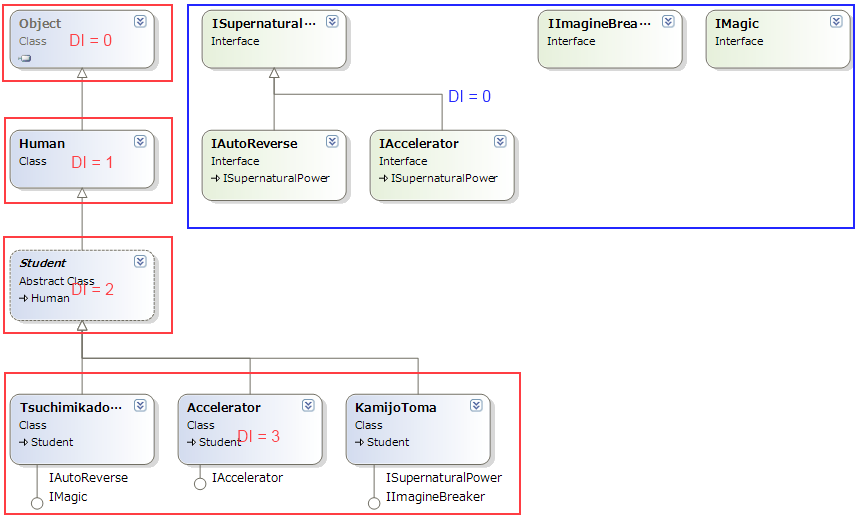 Object
Class
DI = 0
Human
Class
DI = 1
Student
Abstract Class
Human
DI = 2
Tsuchimikado...
Class
Student
IAutoReverse
IMagic
Accelerator
Class
Student
DI = 3
IAccelerator
KamijoToma
Class
Student
ISupernaturalPower
IImagineBreaker
ISupernatural...
Interface
IImagineBrea...
Interface
IMagic
Interface
DI = 0
IAutoReverse
Interface
ISupernaturalPower
IAccelerator
Interface
ISupernaturalPower